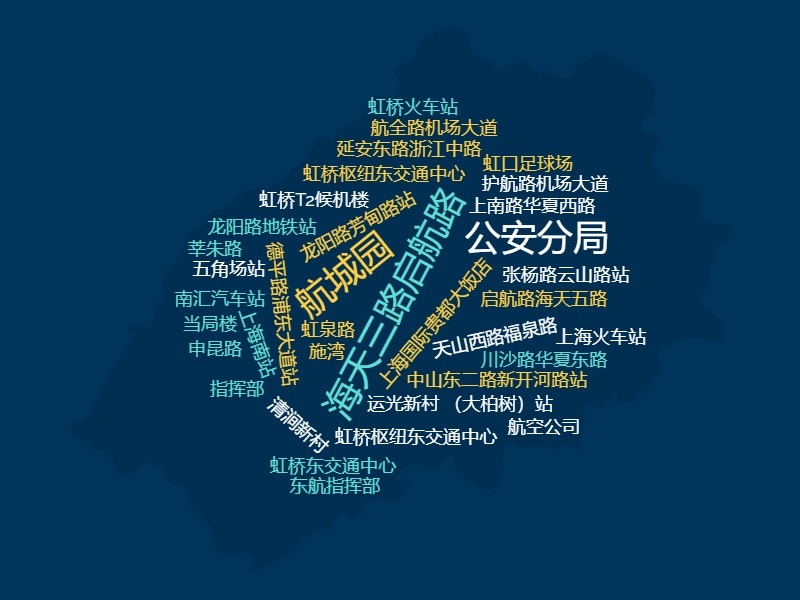 虹桥火车站
航全路机场大道
延安东路浙江中路
虹口足球场
虹桥枢纽东交通中心
护航路机场大道
虹桥T2候机楼
上南路华夏西路
龙阳路芳甸路站
海天三路启航路
公安分局
龙阳路地铁站
莘朱路
五角场站
德平路浦东大道站
航城园
张杨路云山路站
南汇汽车站
启航路海天五路
上海国际贵都大饭店
当局楼
上海南站
虹泉路
天山西路福泉路
上海火车站
申昆路
施湾
川沙路华夏东路
指挥部
中山东二路新开河路站
清涧新村
运光新村（大柏树）站
虹桥枢纽东交通中心
航空公司
虹桥东交通中心
东航指挥部